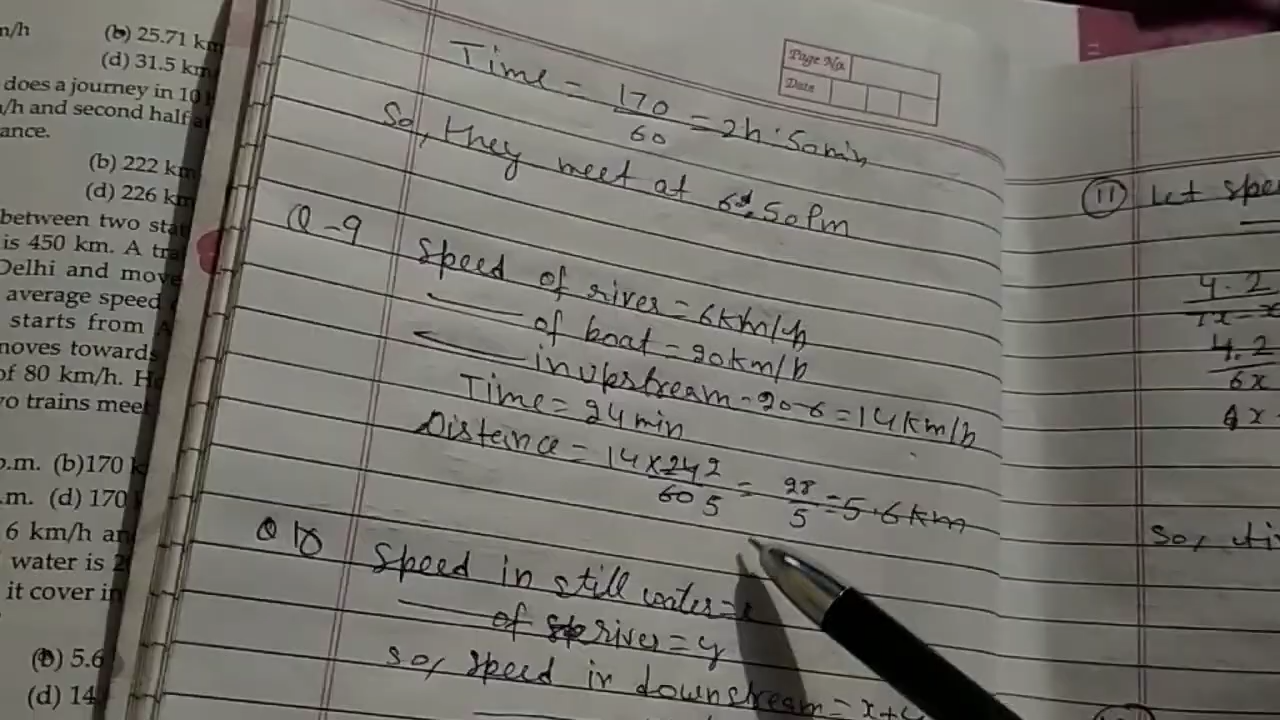 n/h
(b) 25.71 km
(d) 31.5 km
does a journey in 10
/h and second half a
ance.
(b) 222 km
(d) 226 km
between two sta
is 450 km. A tra
Delhi and move
average speed
starts from A
noves towards
of 80 km/h. H
vo trains meet
p.m. (b)170 k
.m. (d) 170
6 km/h an
water is 2
it cover in
(b) 5.6
(d) 14
Page No.
Date
Time = 170/60 = 2h:50min
So, they meet at 6:50Pm
Q-9 Speed of river = 6km/h
—— of boat = 20km/h
—— in upstream = 20-6 = 14km/h
Time = 24 min
Distance = 14×24 2/60 5 = 28/5 = 5.6km
Q 10 Speed in still water = x
—— of river = y
so, speed in downstream = x+y
11 Let spe
4.2
4.2
6x
4x
So, ti